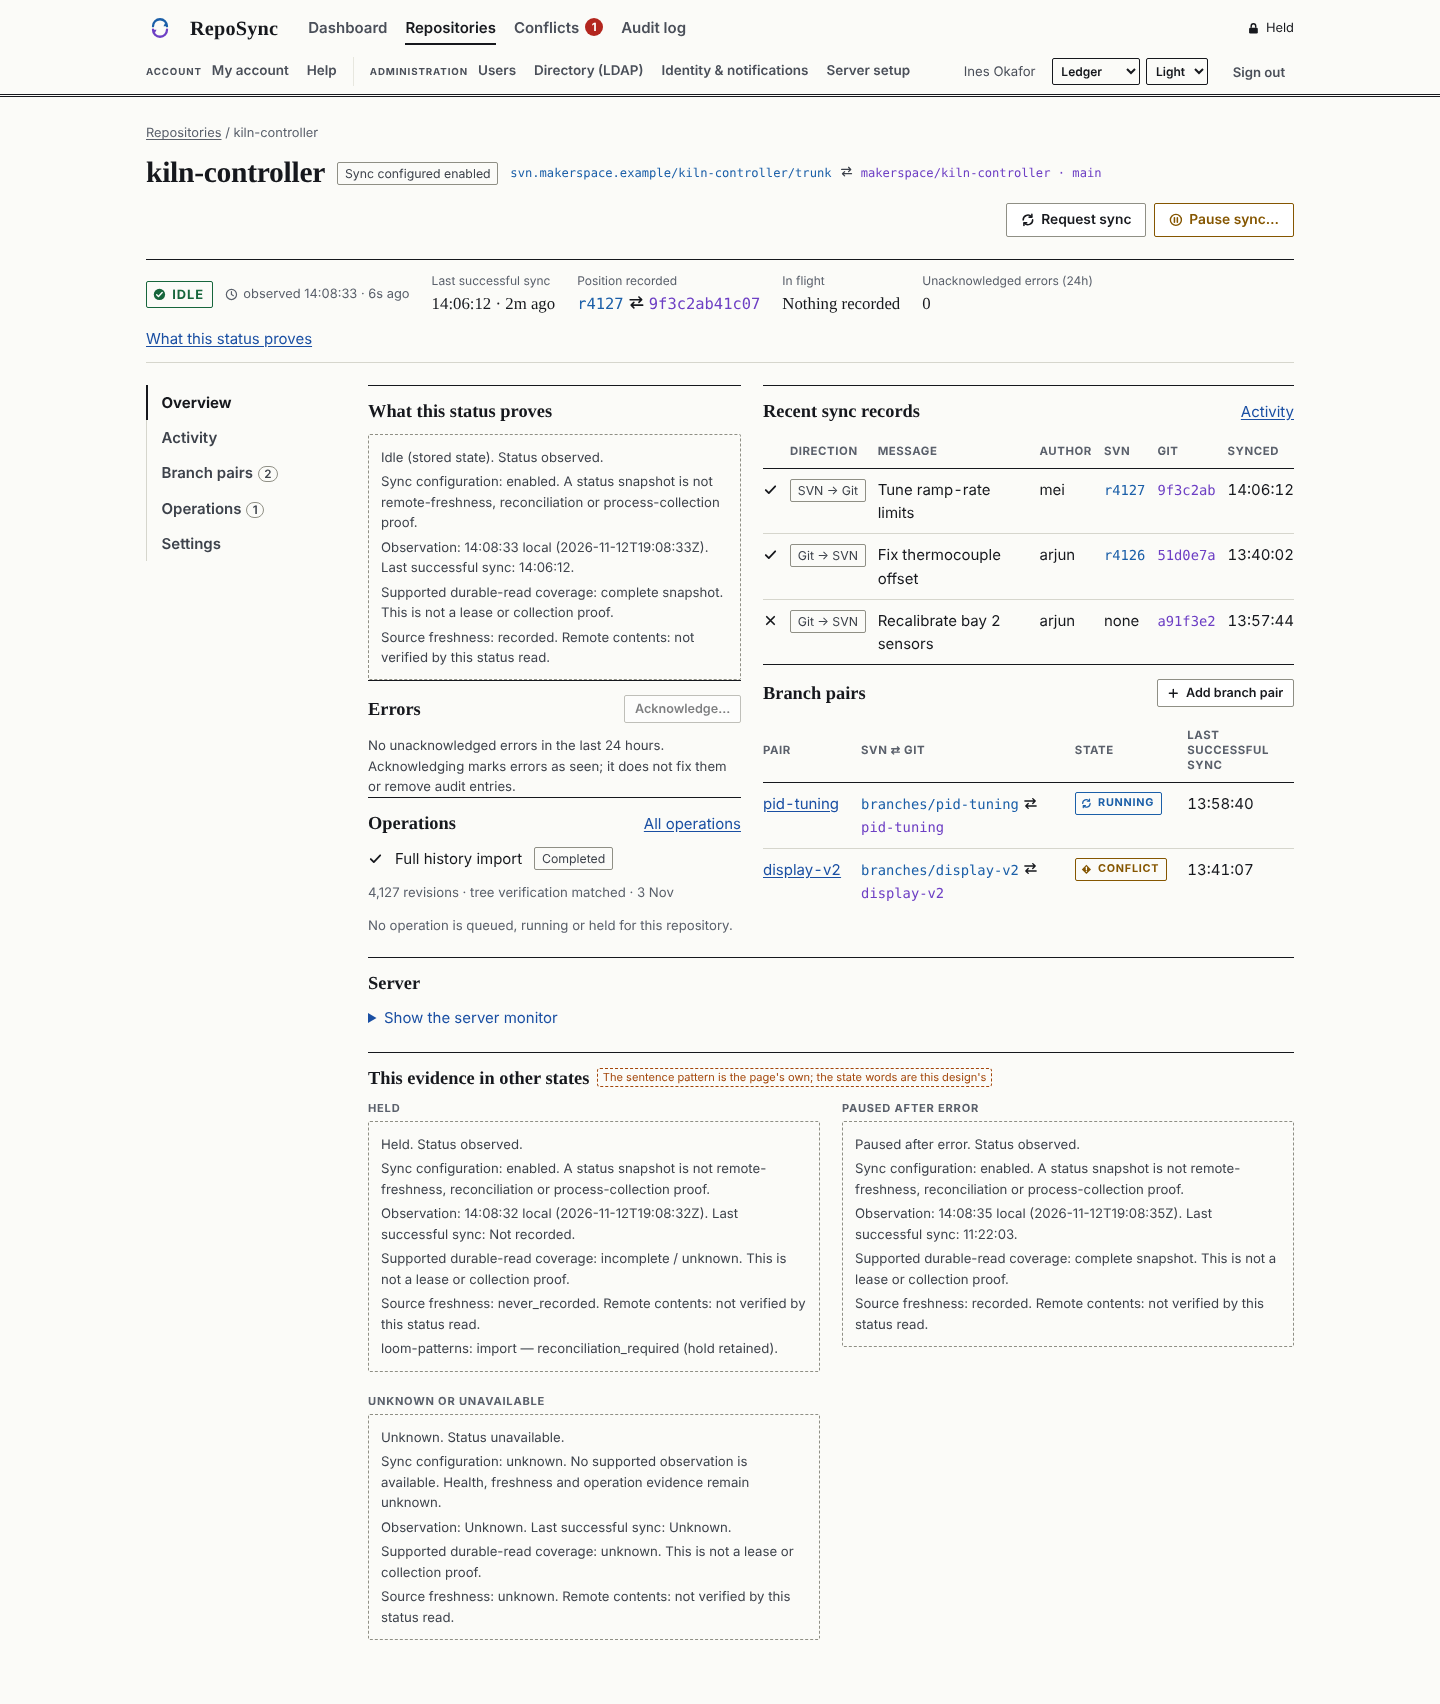 RepoSync Dashboard Repositories Conflicts 1 Audit log Held
ACCOUNT My account Help ADMINISTRATION Users Directory (LDAP) Identity & notifications Server setup Ines Okafor Ledger Light Sign out
Repositories / kiln-controller
kiln-controller Sync configured enabled svn.makerspace.example/kiln-controller/trunk ⇄ makerspace/kiln-controller · main
Request sync Pause sync...
IDLE observed 14:08:33 · 6s ago
Last successful sync
14:06:12 · 2m ago
Position recorded
r4127 ⇄ 9f3c2ab41c07
In flight
Nothing recorded
Unacknowledged errors (24h)
0
What this status proves
Overview
Activity
Branch pairs 2
Operations 1
Settings
What this status proves
Idle (stored state). Status observed.
Sync configuration: enabled. A status snapshot is not
remote-freshness, reconciliation or process-collection
proof.
Observation: 14:08:33 local (2026-11-12T19:08:33Z).
Last successful sync: 14:06:12.
Supported durable-read coverage: complete snapshot.
This is not a lease or collection proof.
Source freshness: recorded. Remote contents: not
verified by this status read.
Errors Acknowledge...
No unacknowledged errors in the last 24 hours.
Acknowledging marks errors as seen; it does not fix them
or remove audit entries.
Operations All operations
Full history import Completed
4,127 revisions · tree verification matched · 3 Nov
No operation is queued, running or held for this repository.
Recent sync records Activity
DIRECTION MESSAGE AUTHOR SVN GIT SYNCED
SVN → Git Tune ramp-rate mei r4127 9f3c2ab 14:06:12
limits
Git → SVN Fix thermocouple arjun r4126 51d0e7a 13:40:02
offset
Git → SVN Recalibrate bay 2 arjun none a91f3e2 13:57:44
sensors
Branch pairs + Add branch pair
PAIR SVN ⇄ GIT STATE LAST
SUCCESSFUL
SYNC
pid-tuning branches/pid-tuning ⇄ RUNNING 13:58:40
pid-tuning
display-v2 branches/display-v2 ⇄ CONFLICT 13:41:07
display-v2
Server
Show the server monitor
This evidence in other states The sentence pattern is the page's own; the state words are this design's
HELD
Held. Status observed.
Sync configuration: enabled. A status snapshot is not remote-
freshness, reconciliation or process-collection proof.
Observation: 14:08:32 local (2026-11-12T19:08:32Z). Last
successful sync: Not recorded.
Supported durable-read coverage: incomplete / unknown. This is
not a lease or collection proof.
Source freshness: never_recorded. Remote contents: not verified by
this status read.
loom-patterns: import — reconciliation_required (hold retained).
PAUSED AFTER ERROR
Paused after error. Status observed.
Sync configuration: enabled. A status snapshot is not remote-
freshness, reconciliation or process-collection proof.
Observation: 14:08:35 local (2026-11-12T19:08:35Z). Last
successful sync: 11:22:03.
Supported durable-read coverage: complete snapshot. This is not a
lease or collection proof.
Source freshness: recorded. Remote contents: not verified by this
status read.
UNKNOWN OR UNAVAILABLE
Unknown. Status unavailable.
Sync configuration: unknown. No supported observation is
available. Health, freshness and operation evidence remain
unknown.
Observation: Unknown. Last successful sync: Unknown.
Supported durable-read coverage: unknown. This is not a lease or
collection proof.
Source freshness: unknown. Remote contents: not verified by this
status read.